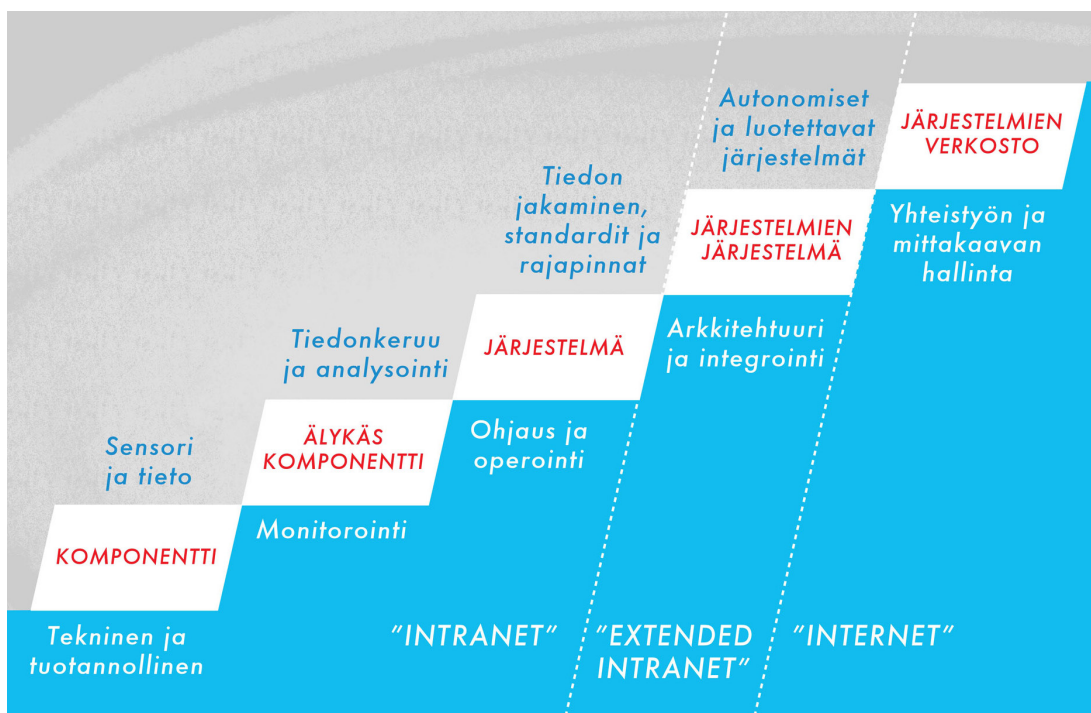 Sensori
ja tieto
KOMPONENTTI
Tekninen ja
tuotannollinen
Tiedonkeruu
ja analysointi
ÄLYKÄS
KOMPONENTTI
Monitorointi
Tiedon
jakaminen,
standardit ja
rajapinnat
JÄRJESTELMÄ
Ohjaus ja
operointi
Autonomiset
ja luotettavat
järjestelmät
JÄRJESTELMIEN
JÄRJESTELMÄ
Arkkitehtuuri
ja integrointi
JÄRJESTELMIEN
VERKOSTO
Yhteistyön ja
mittakaavan
hallinta
”INTRANET”
”EXTENDED
INTRANET”
”INTERNET”